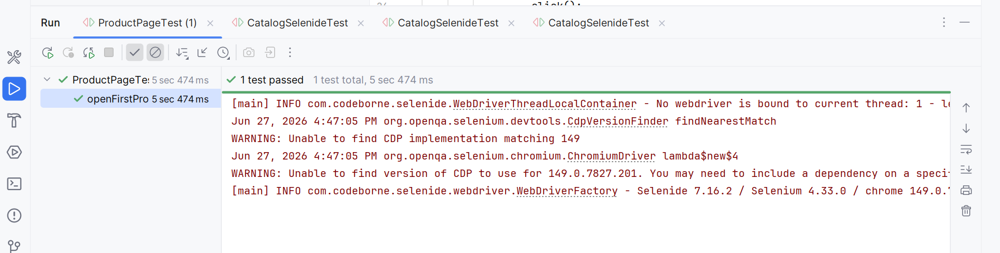 click();
Run ProductPageTest (1) CatalogSelenideTest CatalogSelenideTest CatalogSelenideTest
ProductPageTe 5 sec 474 ms
openFirstPro 5 sec 474 ms
1 test passed 1 test total, 5 sec 474 ms
[main] INFO com.codeborne.selenide.WebDriverThreadLocalContainer - No webdriver is bound to current thread: 1 - le
Jun 27, 2026 4:47:05 PM org.openqa.selenium.devtools.CdpVersionFinder findNearestMatch
WARNING: Unable to find CDP implementation matching 149
Jun 27, 2026 4:47:05 PM org.openqa.selenium.chromium.ChromiumDriver lambda$new$4
WARNING: Unable to find version of CDP to use for 149.0.7827.201. You may need to include a dependency on a speci
[main] INFO com.codeborne.selenide.webdriver.WebDriverFactory - Selenide 7.16.2 / Selenium 4.33.0 / chrome 149.0.